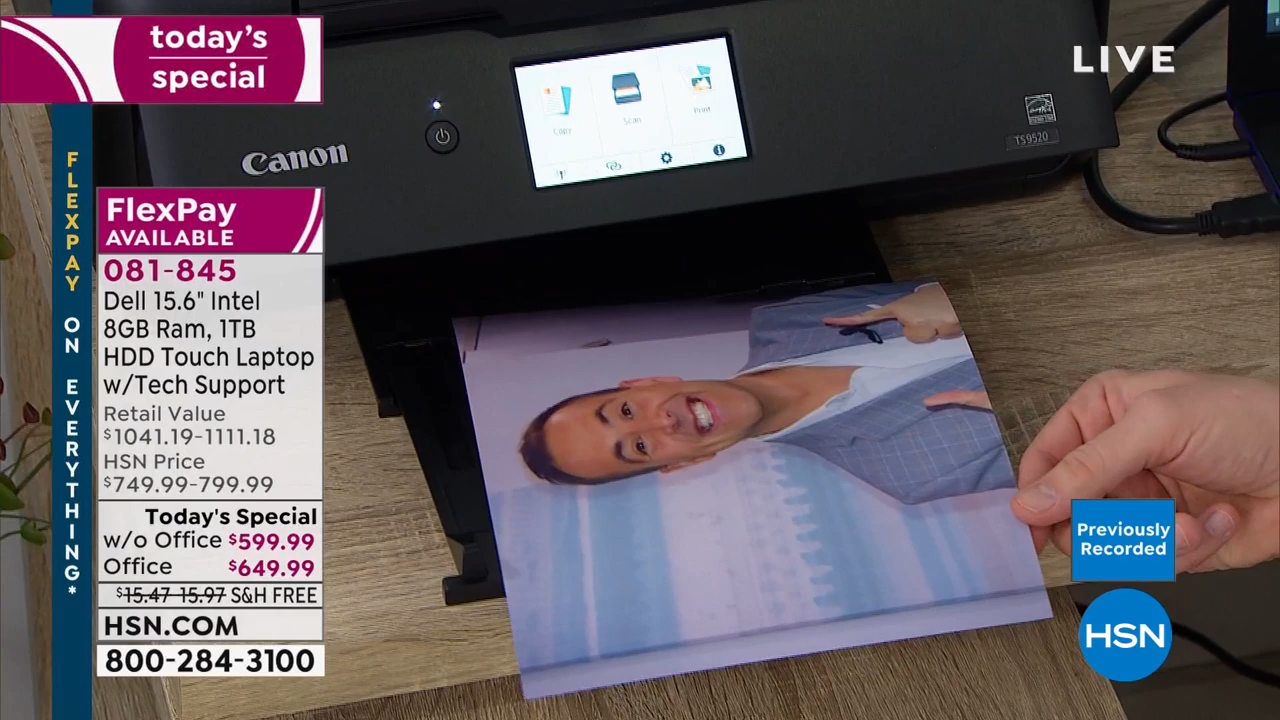 today's
special
LIVE
Copy
Scan
Print
Canon
TS9520
FLEXPAY ON EVERYTHING*
FlexPay
AVAILABLE
081-845
Dell 15.6" Intel
8GB Ram, 1TB
HDD Touch Laptop
w/Tech Support
Retail Value
$1041.19-1111.18
HSN Price
$749.99-799.99
Today's Special
w/o Office $599.99
Office $649.99
$15.47-15.97 S&H FREE
HSN.COM
800-284-3100
Previously
Recorded
HSN